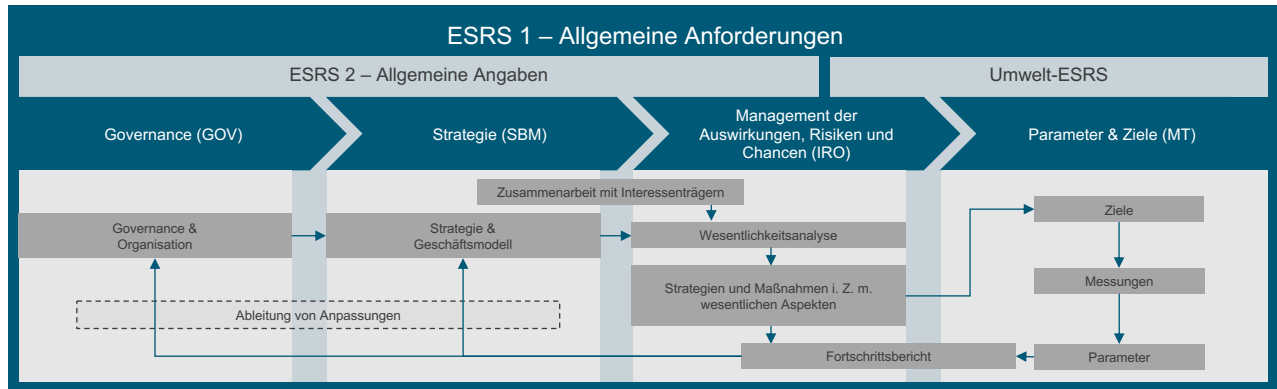 ESRS 1 – Allgemeine Anforderungen
ESRS 2 – Allgemeine Angaben
Umwelt-ESRS
Governance (GOV)
Strategie (SBM)
Management der
Auswirkungen, Risiken und
Chancen (IRO)
Parameter & Ziele (MT)
Zusammenarbeit mit Interessenträgern
Governance &
Organisation
Strategie &
Geschäftsmodell
Wesentlichkeitsanalyse
Ziele
Strategien und Maßnahmen i. Z. m.
wesentlichen Aspekten
Messungen
Ableitung von Anpassungen
Fortschrittsbericht
Parameter